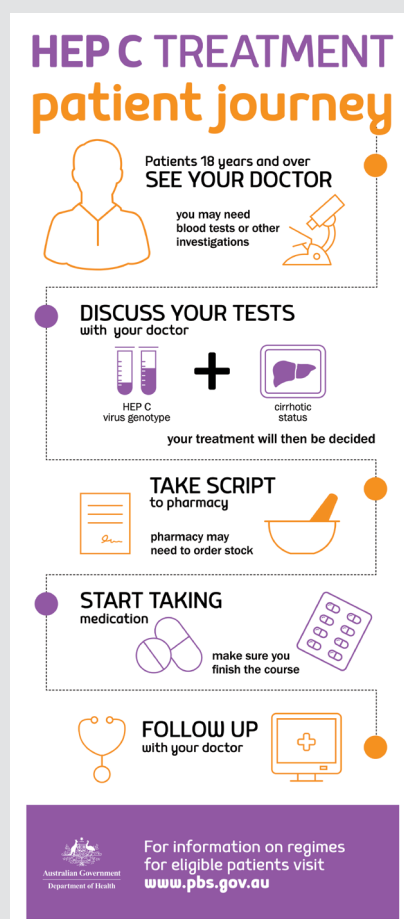 HEP C TREATMENT
patient journey
Patients 18 years and over
SEE YOUR DOCTOR
you may need
blood tests or other
investigations
DISCUSS YOUR TESTS
with your doctor
HEP C
virus genotype
cirrhotic
status
your treatment will then be decided
TAKE SCRIPT
to pharmacy
pharmacy may
need to order stock
START TAKING
medication
make sure you
finish the course
FOLLOW UP
with your doctor
Australian Government
Department of Health
For information on regimes
for eligible patients visit
www.pbs.gov.au